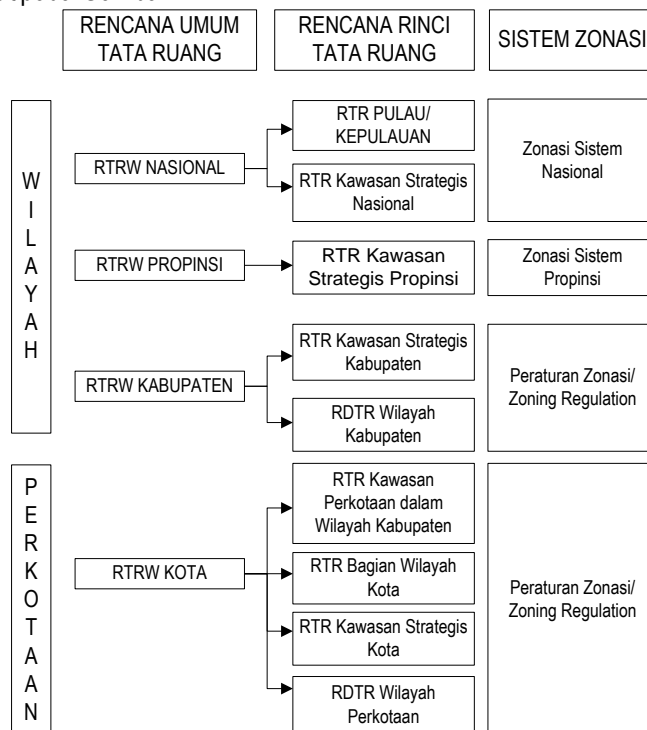 RENCANA UMUM
TATA RUANG
RENCANA RINCI
TATA RUANG
SISTEM ZONASI
W
I
L
A
Y
A
H
RTRW NASIONAL
RTR PULAU/
KEPULAUAN
RTR Kawasan Strategis
Nasional
Zonasi Sistem
Nasional
RTRW PROPINSI
RTR Kawasan
Strategis Propinsi
Zonasi Sistem
Propinsi
RTRW KABUPATEN
RTR Kawasan Strategis
Kabupaten
RDTR Wilayah
Kabupaten
Peraturan Zonasi/
Zoning Regulation
P
E
R
K
O
T
A
A
N
RTRW KOTA
RTR Kawasan
Perkotaan dalam
Wilayah Kabupaten
RTR Bagian Wilayah
Kota
RTR Kawasan Strategis
Kota
RDTR Wilayah
Perkotaan
Peraturan Zonasi/
Zoning Regulation